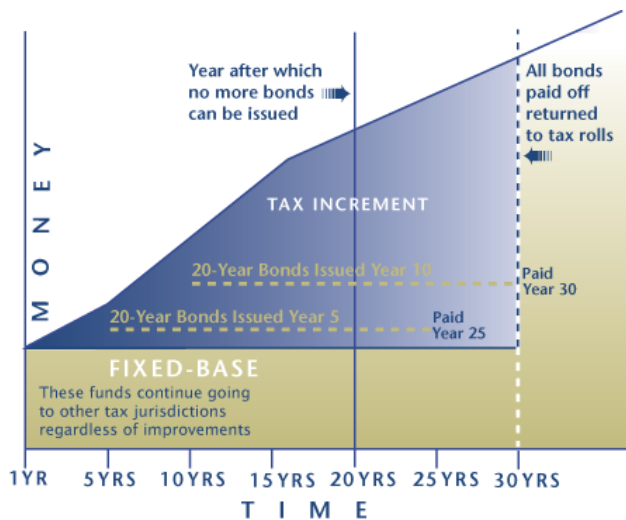 Year after which
no more bonds
can be issued
All bonds
paid off
returned
to tax rolls
MONEY
TAX INCREMENT
20-Year Bonds Issued Year 10
Paid
Year 30
20-Year Bonds Issued Year 5
Paid
Year 25
FIXED-BASE
These funds continue going
to other tax jurisdictions
regardless of improvements
1YR 5YRS 10YRS 15YRS 20YRS 25YRS 30YRS
TIME